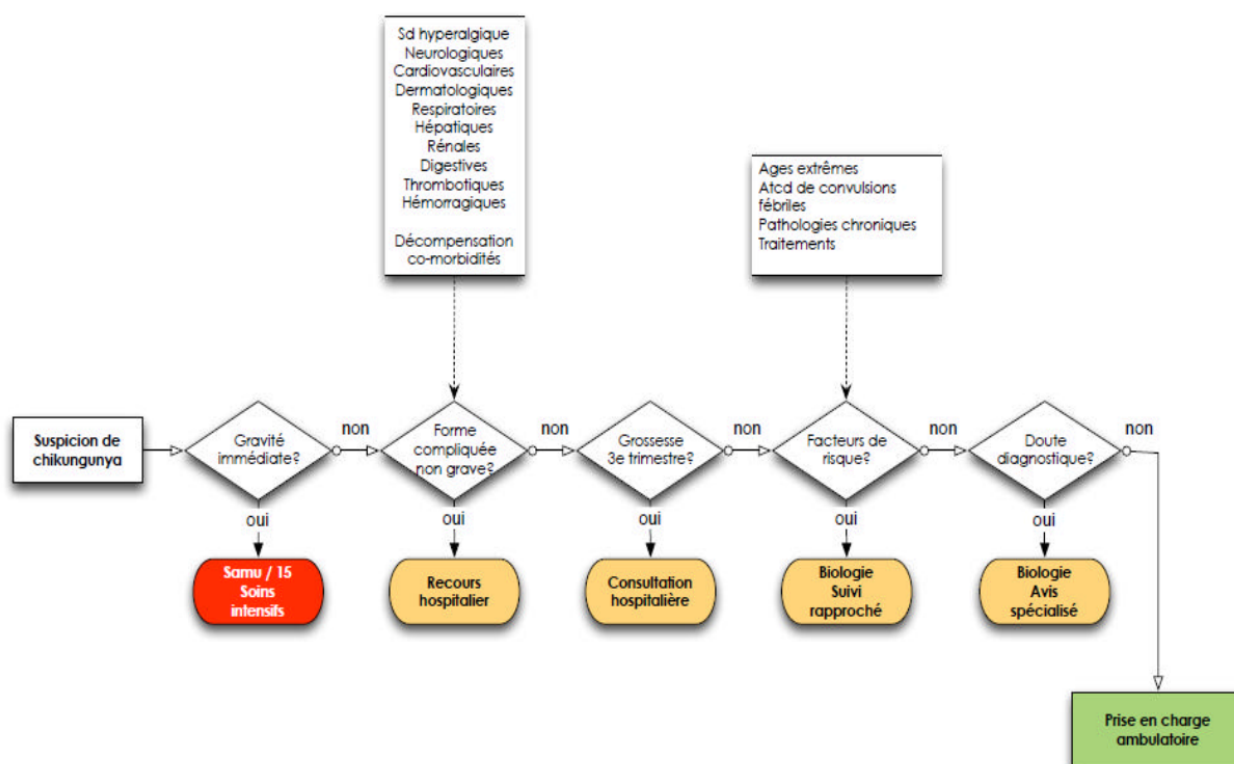 Sd hyperalgique
Neurologiques
Cardiovasculaires
Dermatologiques
Respiratoires
Hépatiques
Rénales
Digestives
Thrombotiques
Hémorragiques
Décompensation
co-morbidités
Ages extrêmes
Atcd de convulsions
fébriles
Pathologies chroniques
Traitements
Suspicion de
chikungunya
Gravité
immédiate?
non
Forme
compliquée
non grave?
non
Grossesse
3e trimestre?
non
Facteurs de
risque?
non
Doute
diagnostique?
non
oui
oui
oui
oui
oui
Samu / 15
Soins
intensifs
Recours
hospitalier
Consultation
hospitalière
Biologie
Suivi
rapproché
Biologie
Avis
spécialisé
Prise en charge
ambulatoire